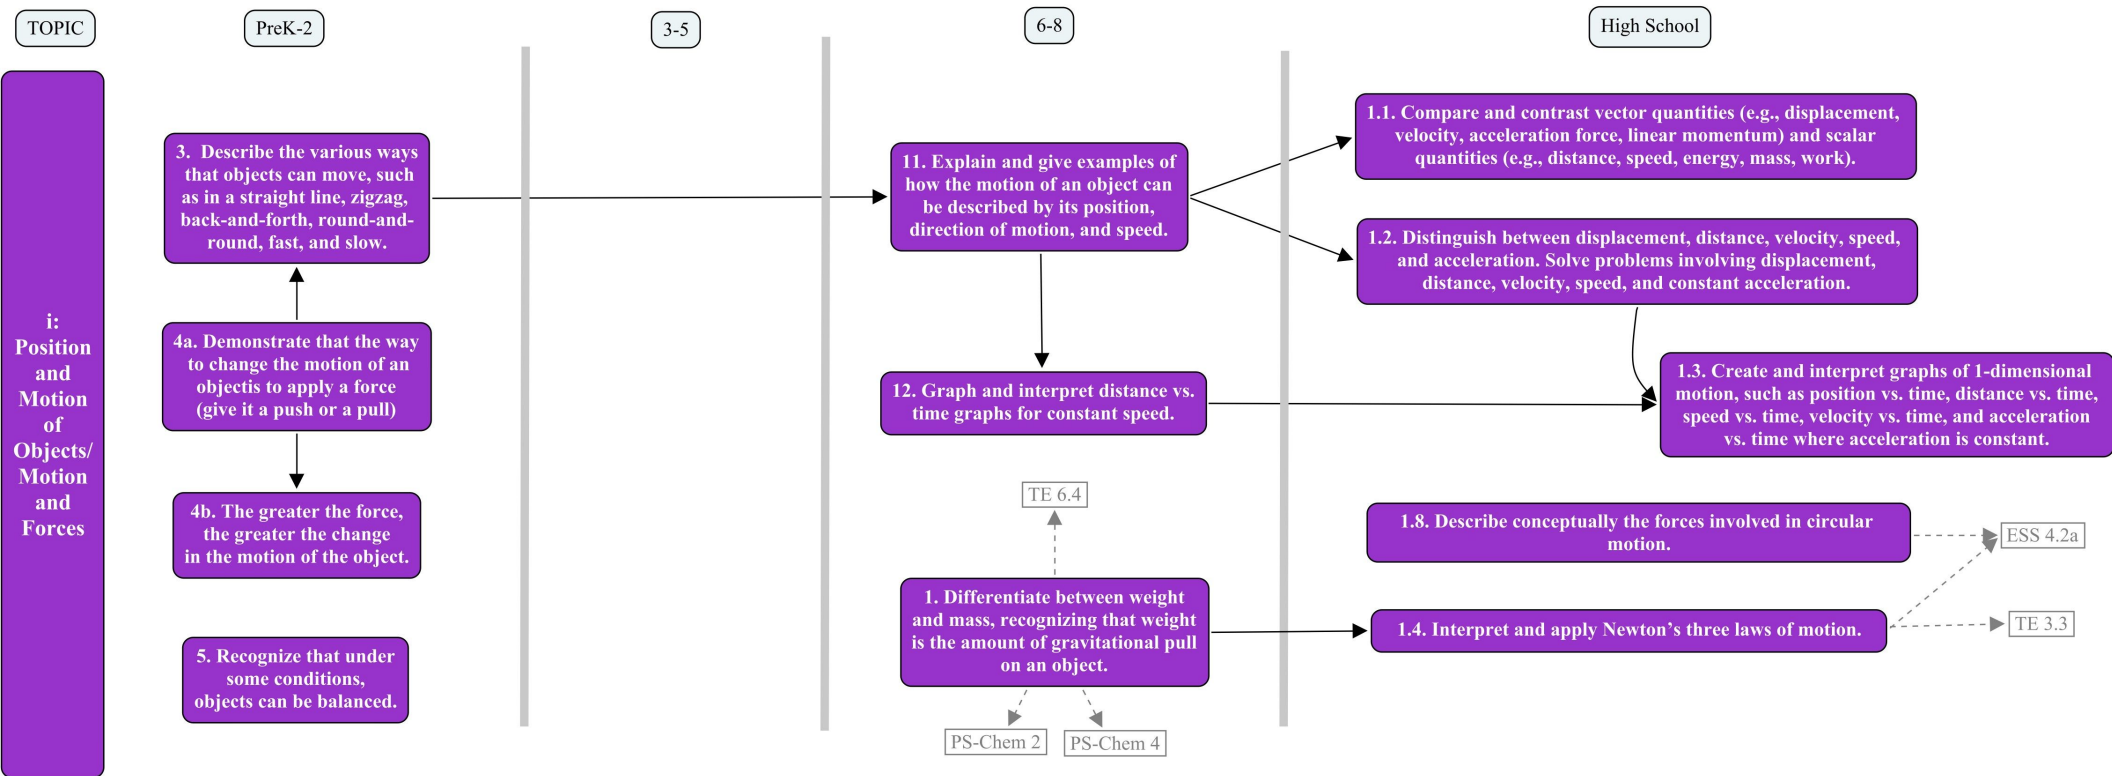 TOPIC
PreK-2
3-5
6-8
High School
i:
Position
and
Motion
of
Objects/
Motion
and
Forces
3.  Describe the various ways
that objects can move, such
as in a straight line, zigzag,
back-and-forth, round-and-
round, fast, and slow.
4a. Demonstrate that the way
to change the motion of an
objectis to apply a force
(give it a push or a pull)
4b. The greater the force,
the greater the change
in the motion of the object.
5. Recognize that under
some conditions,
objects can be balanced.
11. Explain and give examples of
how the motion of an object can
be described by its position,
direction of motion, and speed.
12. Graph and interpret distance vs.
time graphs for constant speed.
TE 6.4
1. Differentiate between weight
and mass, recognizing that weight
is the amount of gravitational pull
on an object.
PS-Chem 2
PS-Chem 4
1.1. Compare and contrast vector quantities (e.g., displacement,
velocity, acceleration force, linear momentum) and scalar
quantities (e.g., distance, speed, energy, mass, work).
1.2. Distinguish between displacement, distance, velocity, speed,
and acceleration. Solve problems involving displacement,
distance, velocity, speed, and constant acceleration.
1.3. Create and interpret graphs of 1-dimensional
motion, such as position vs. time, distance vs. time,
speed vs. time, velocity vs. time, and acceleration
vs. time where acceleration is constant.
1.8. Describe conceptually the forces involved in circular
motion.
ESS 4.2a
1.4. Interpret and apply Newton’s three laws of motion.
TE 3.3